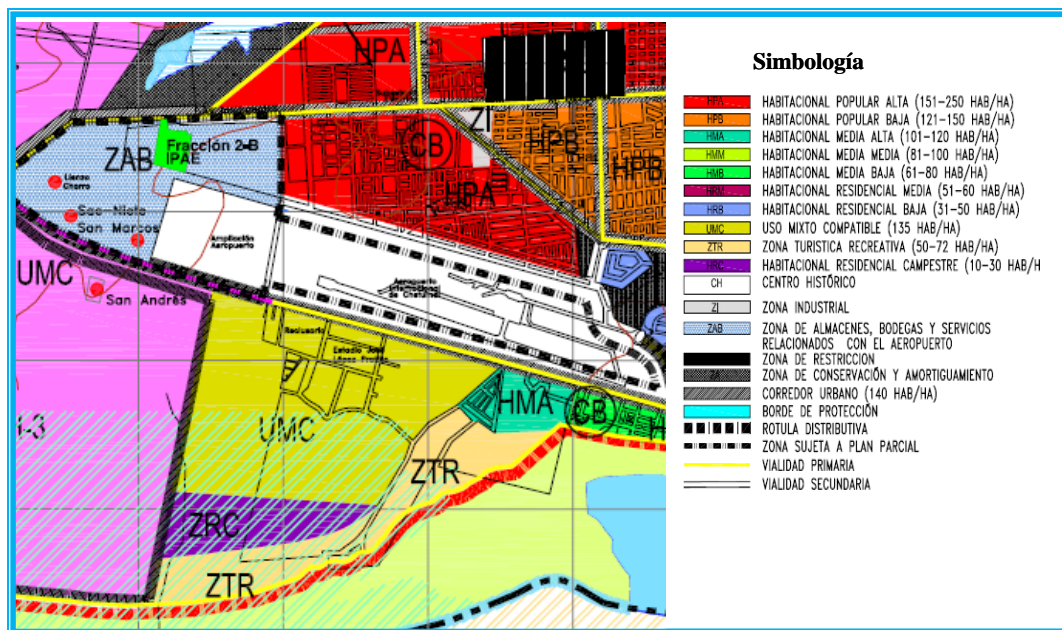 HPA
ZI
HPB
CB
HPA
HPB
ZAB
Fracción 2-B
IPAE
Lienzo
Charro
San Marcos
Ampliación
Aeropuerto
UMC
San Andrés
Aeropuerto
Internacional
de Chetumal
Reclusorio
Estadio José
HMA
CB
H
UMC
ZTR
ZRC
ZTR
Simbología
HPA HABITACIONAL POPULAR ALTA (151-250 HAB/HA)
HPB HABITACIONAL POPULAR BAJA (121-150 HAB/HA)
HMA HABITACIONAL MEDIA ALTA (101-120 HAB/HA)
HMM HABITACIONAL MEDIA MEDIA (81-100 HAB/HA)
HMB HABITACIONAL MEDIA BAJA (61-80 HAB/HA)
HRM HABITACIONAL RESIDENCIAL MEDIA (51-60 HAB/HA)
HRB HABITACIONAL RESIDENCIAL BAJA (31-50 HAB/HA)
UMC USO MIXTO COMPATIBLE (135 HAB/HA)
ZTR ZONA TURISTICA RECREATIVA (50-72 HAB/HA)
HRC HABITACIONAL RESIDENCIAL CAMPESTRE (10-30 HAB/H
CH CENTRO HISTÓRICO
ZI ZONA INDUSTRIAL
ZAB ZONA DE ALMACENES, BODEGAS Y SERVICIOS
RELACIONADOS CON EL AEROPUERTO
ZONA DE RESTRICCION
ZA ZONA DE CONSERVACIÓN Y AMORTIGUAMIENTO
CORREDOR URBANO (140 HAB/HA)
BORDE DE PROTECCIÓN
ROTULA DISTRIBUTIVA
ZONA SUJETA A PLAN PARCIAL
VIALIDAD PRIMARIA
VIALIDAD SECUNDARIA